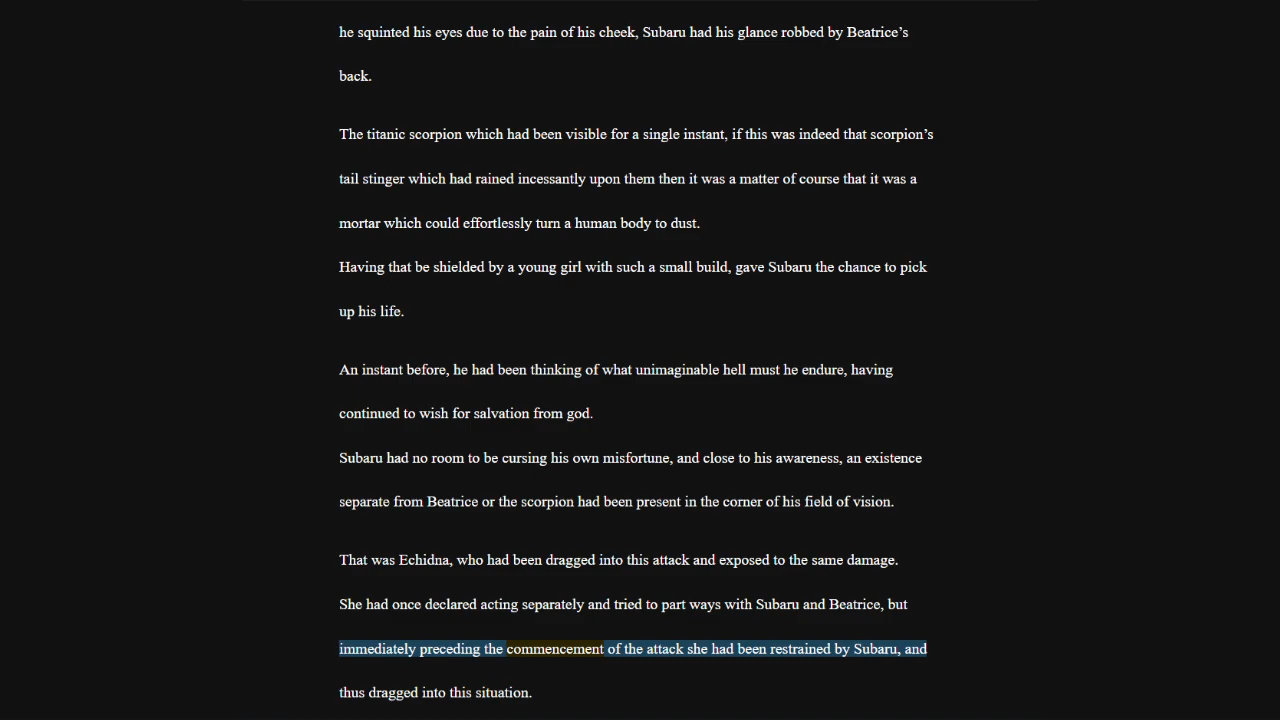 he squinted his eyes due to the pain of his cheek, Subaru had his glance robbed by Beatrice’s
back.
The titanic scorpion which had been visible for a single instant, if this was indeed that scorpion’s
tail stinger which had rained incessantly upon them then it was a matter of course that it was a
mortar which could effortlessly turn a human body to dust.
Having that be shielded by a young girl with such a small build, gave Subaru the chance to pick
up his life.
An instant before, he had been thinking of what unimaginable hell must he endure, having
continued to wish for salvation from god.
Subaru had no room to be cursing his own misfortune, and close to his awareness, an existence
separate from Beatrice or the scorpion had been present in the corner of his field of vision.
That was Echidna, who had been dragged into this attack and exposed to the same damage.
She had once declared acting separately and tried to part ways with Subaru and Beatrice, but
immediately preceding the commencement of the attack she had been restrained by Subaru, and
thus dragged into this situation.